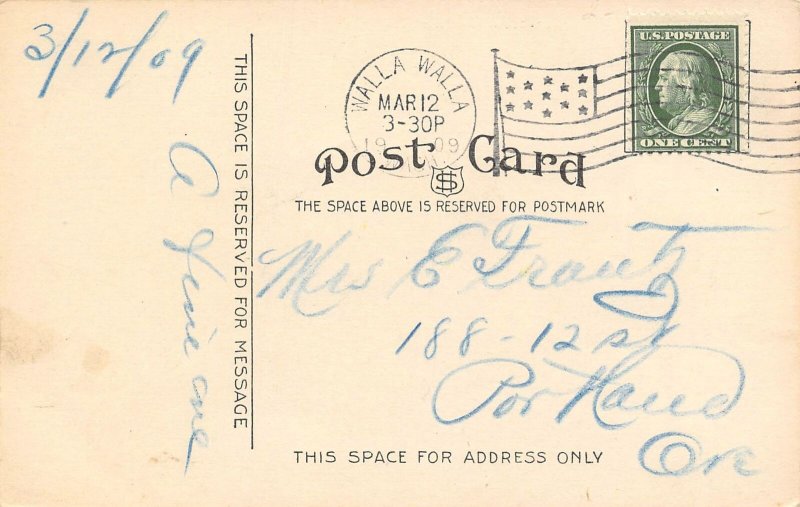 3/12/09
THIS SPACE IS RESERVED FOR MESSAGE
A
one
WALLA WALLA
MAR 12
3-30P
1909
U.S. POSTAGE
ONE CENT
Post Card
THE SPACE ABOVE IS RESERVED FOR POSTMARK
Mrs E Frantz
188-12 st
Portland
Ore
THIS SPACE FOR ADDRESS ONLY